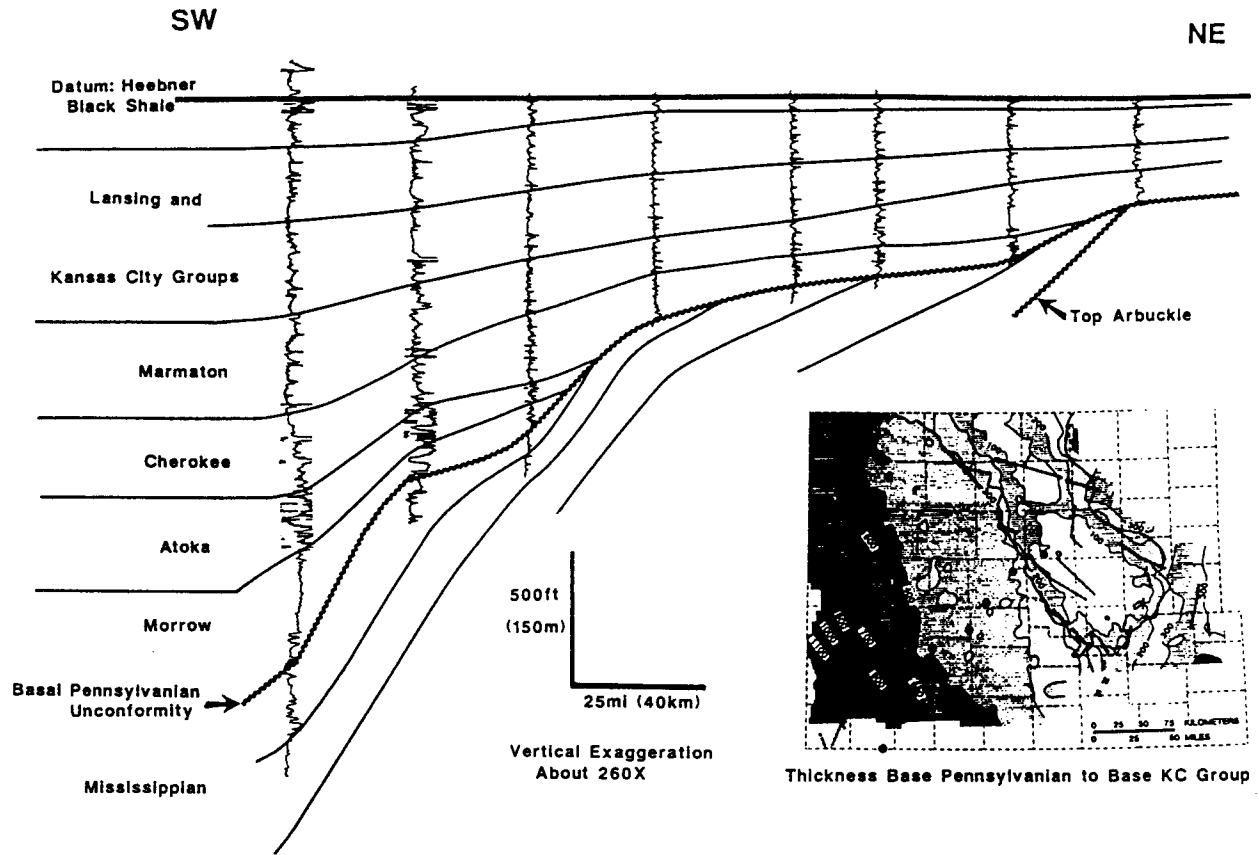 SW
NE
Datum: Heebner
Black Shale
Lansing and
Kansas City Groups
Marmaton
Cherokee
Atoka
Morrow
Basal Pennsylvanian
Unconformity
Mississippian
Top Arbuckle
500ft
(150m)
25mi (40km)
Vertical Exaggeration
About 260X
0 25 50 75 KILOMETERS
0 25 50 MILES
Thickness Base Pennsylvanian to Base KC Group